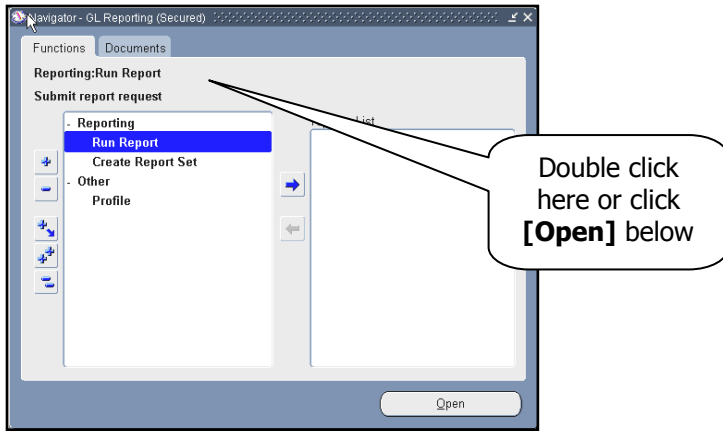 Navigator - GL Reporting (Secured)
Functions
Documents
Reporting:Run Report
Submit report request
- Reporting
Run Report
Create Report Set
- Other
Profile
List
Open
Double click
here or click
[Open] below